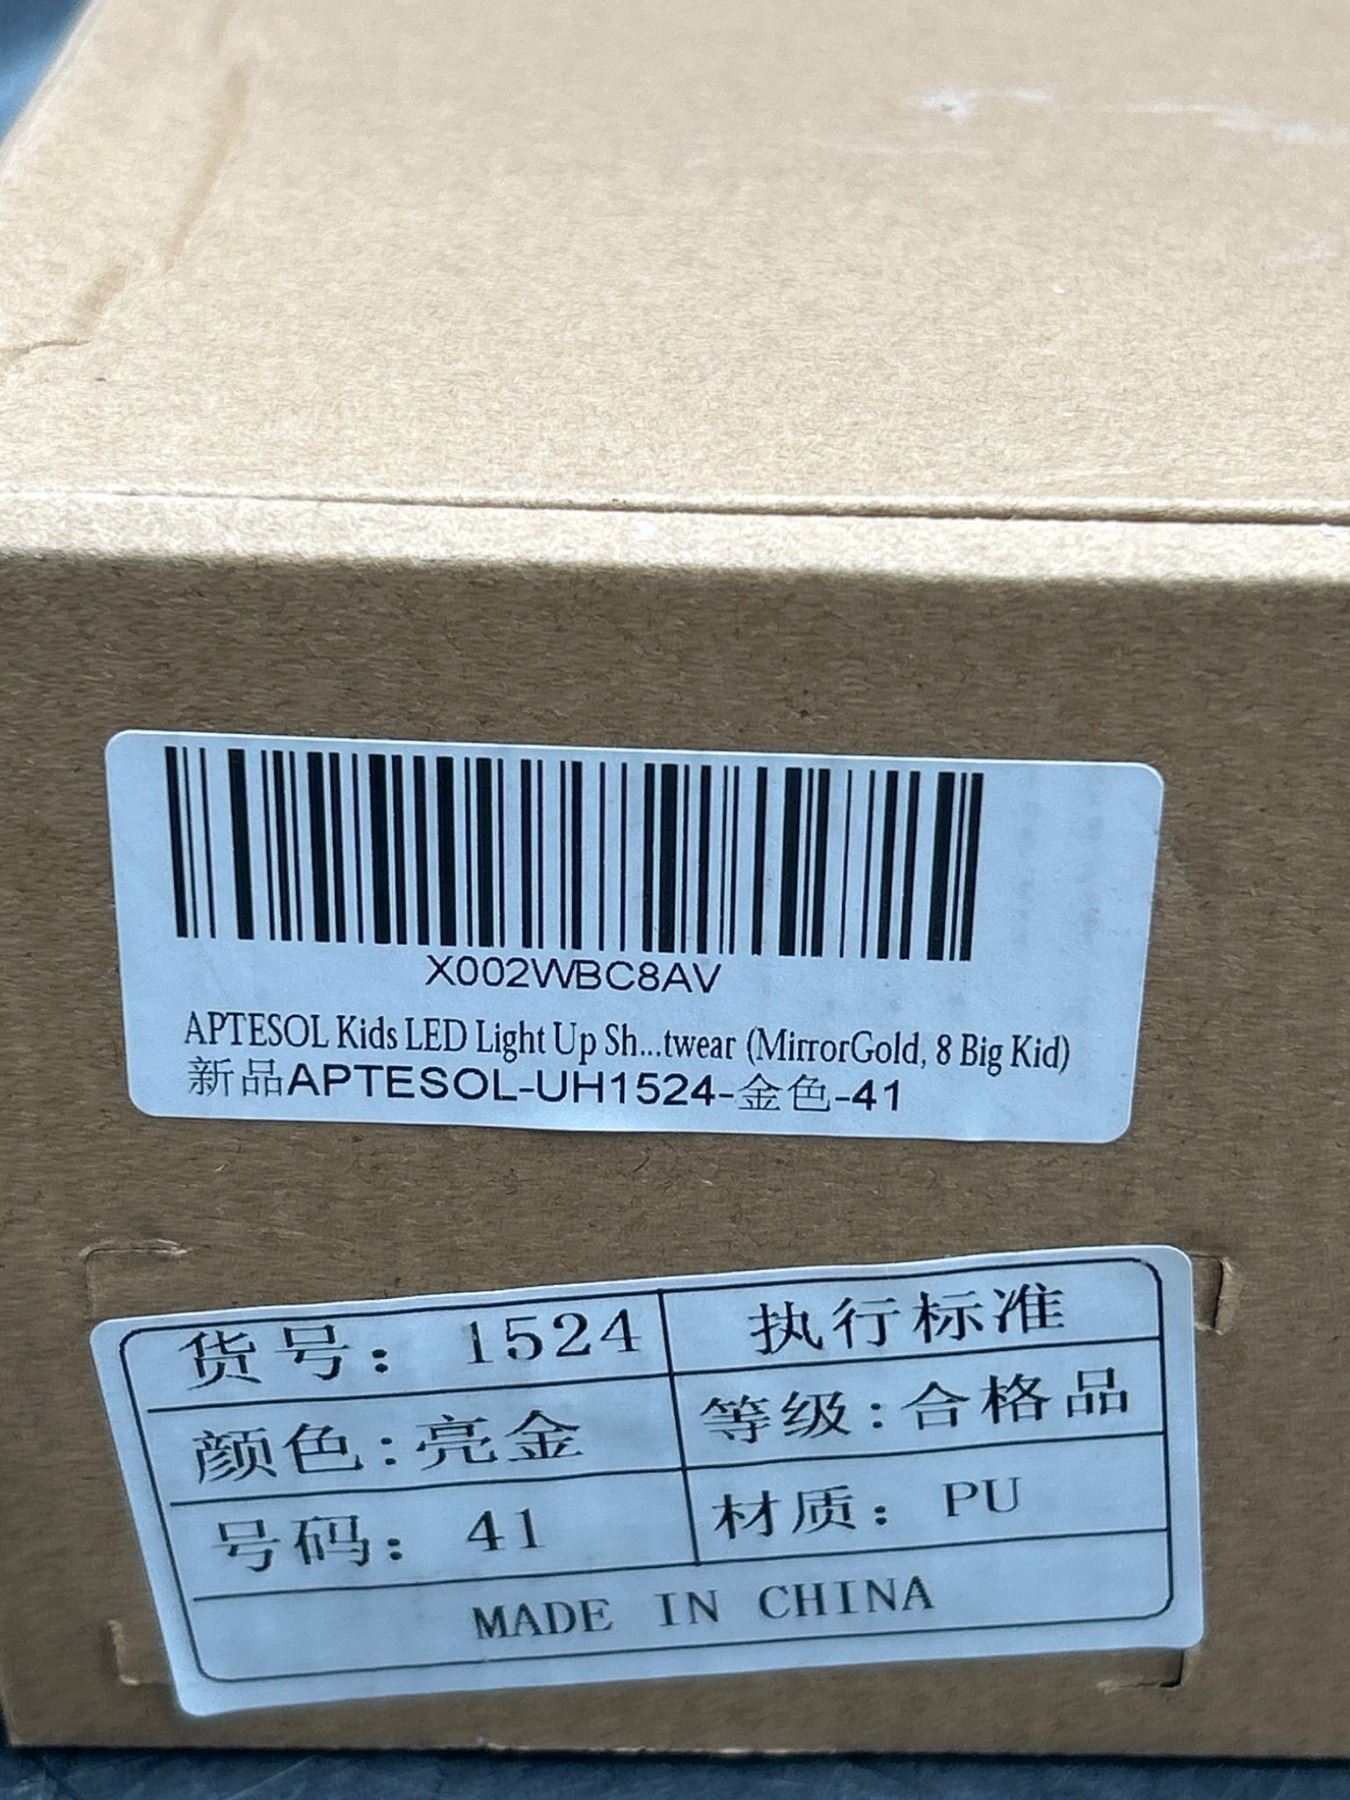 X002WBC8AV
APTESOL Kids LED Light Up Sh...twear (MirrorGold, 8 Big Kid)
新品APTESOL-UH1524-金色-41
货号: 1524
执行标准
颜色:亮金
等级:合格品
号码: 41
材质: PU
MADE IN CHINA